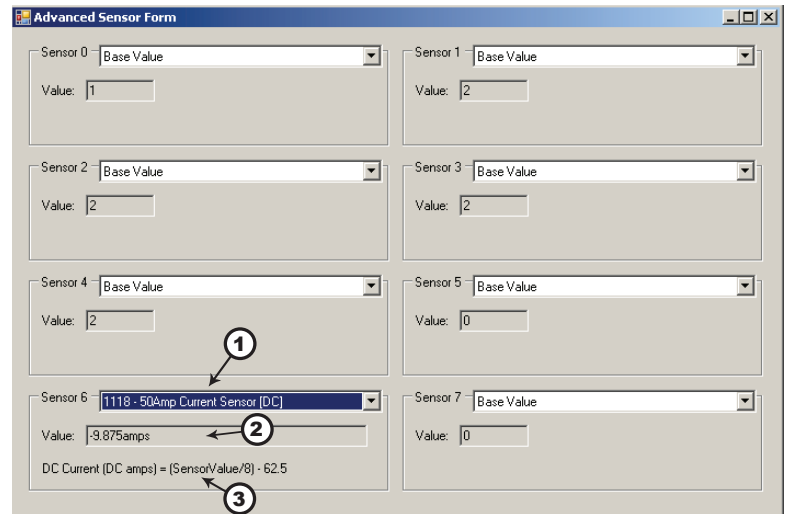 Advanced Sensor Form
Sensor 0 Base Value
Value: 1
Sensor 1 Base Value
Value: 2
Sensor 2 Base Value
Value: 2
Sensor 3 Base Value
Value: 2
Sensor 4 Base Value
Value: 2
Sensor 5 Base Value
Value: 0
1
Sensor 6 1118 - 50Amp Current Sensor [DC]
Value: -9.875amps
2
DC Current (DC amps) = (SensorValue/8) - 62.5
3
Sensor 7 Base Value
Value: 0